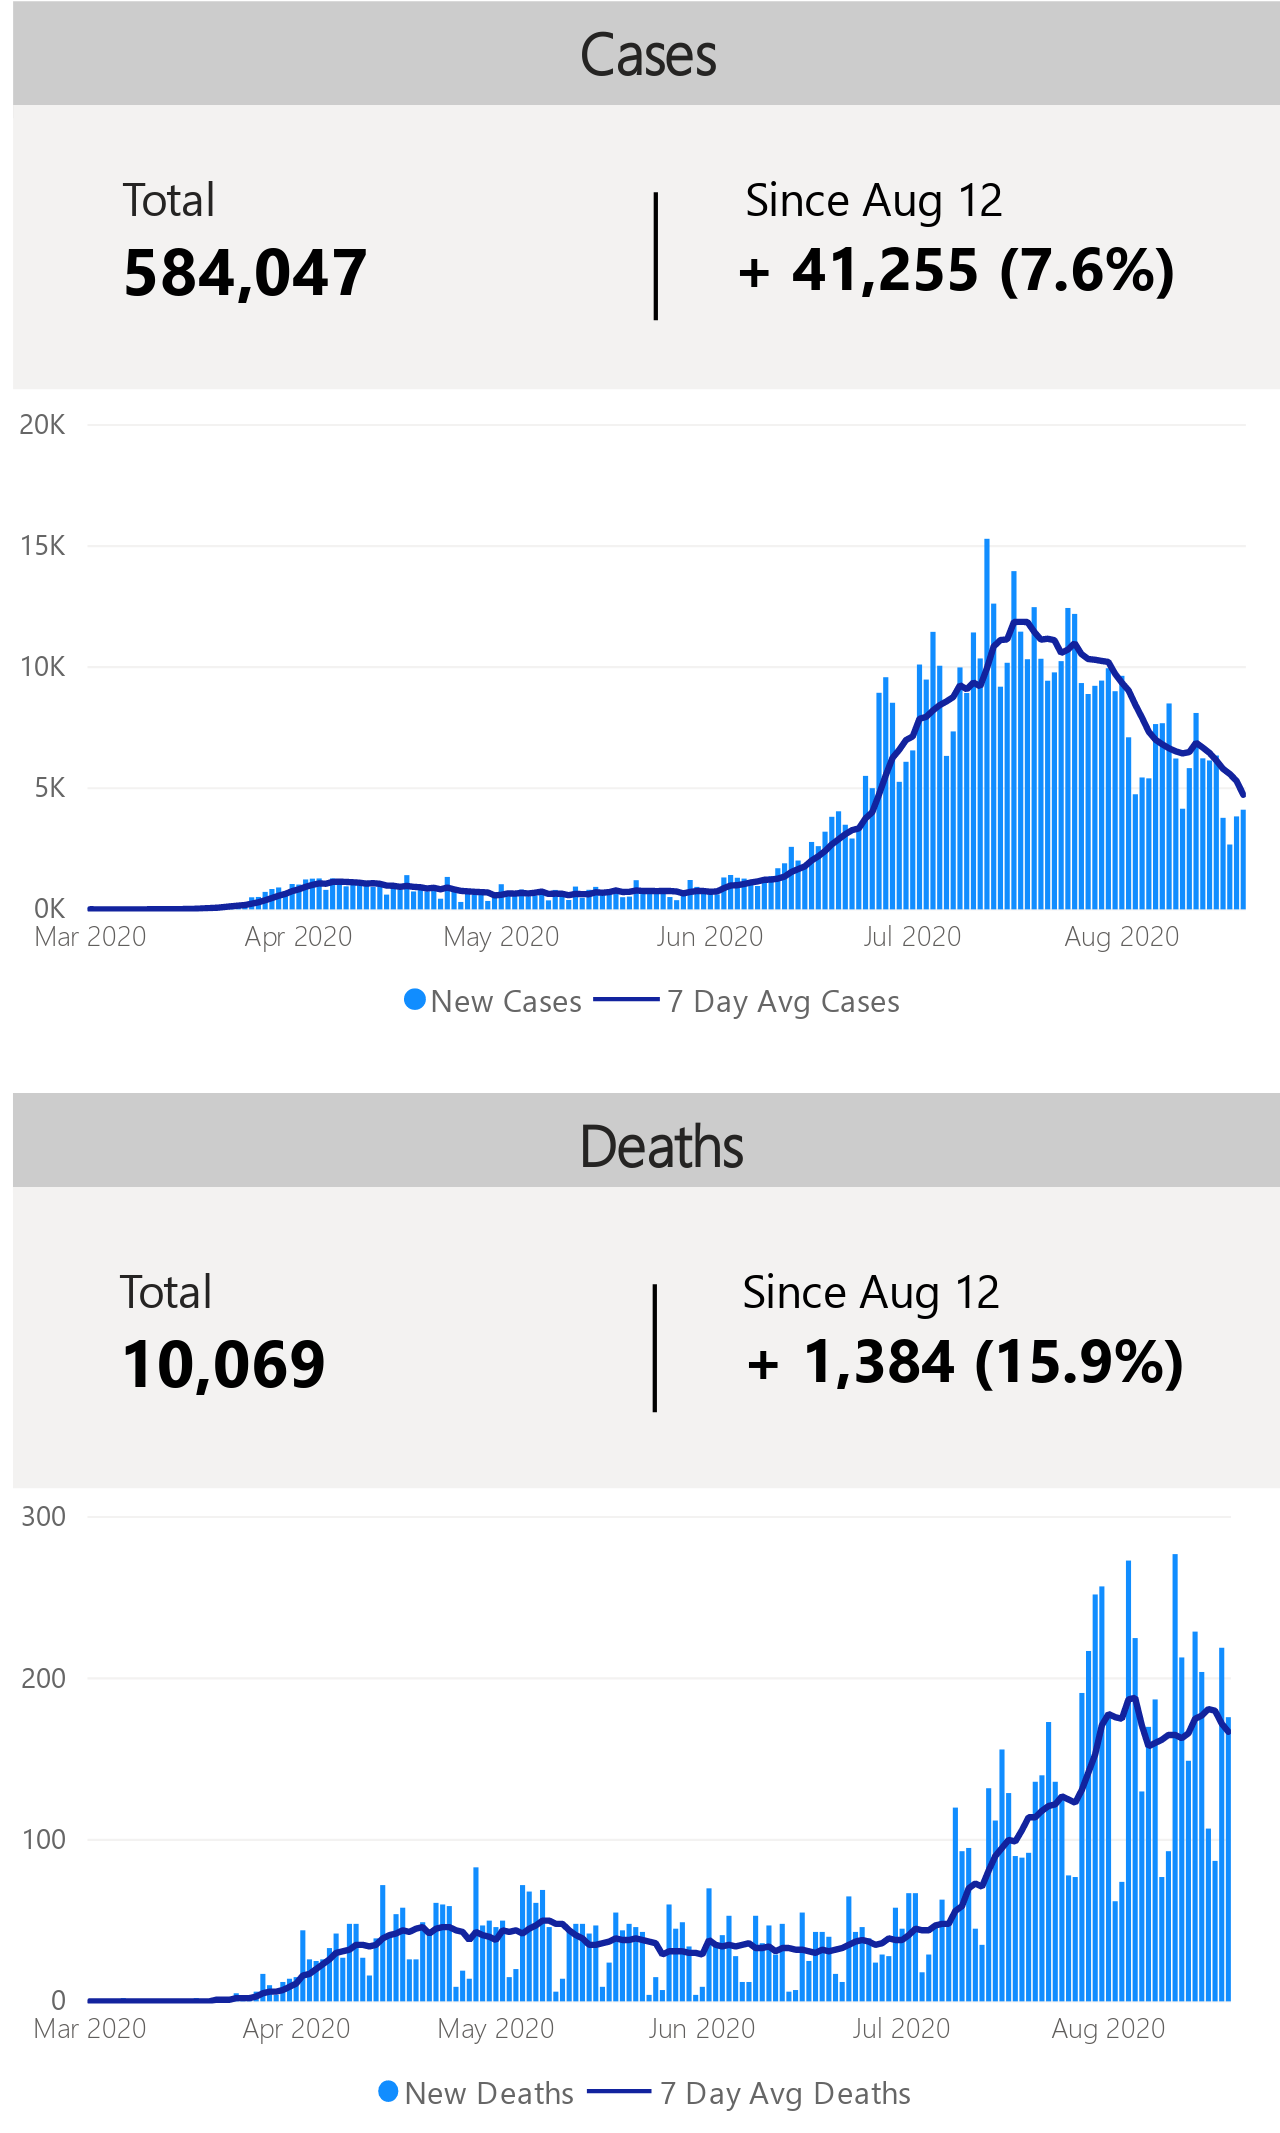 Cases
Total
Since Aug 12
584,047
+ 41,255 (7.6%)
20K
15K
10K
5K
0K
Mar 2020 Apr 2020 May 2020 Jun 2020 Jul 2020 Aug 2020
New Cases 7 Day Avg Cases
Deaths
Total
Since Aug 12
10,069
+ 1,384 (15.9%)
300
200
100
0
Mar 2020 Apr 2020 May 2020 Jun 2020 Jul 2020 Aug 2020
New Deaths 7 Day Avg Deaths